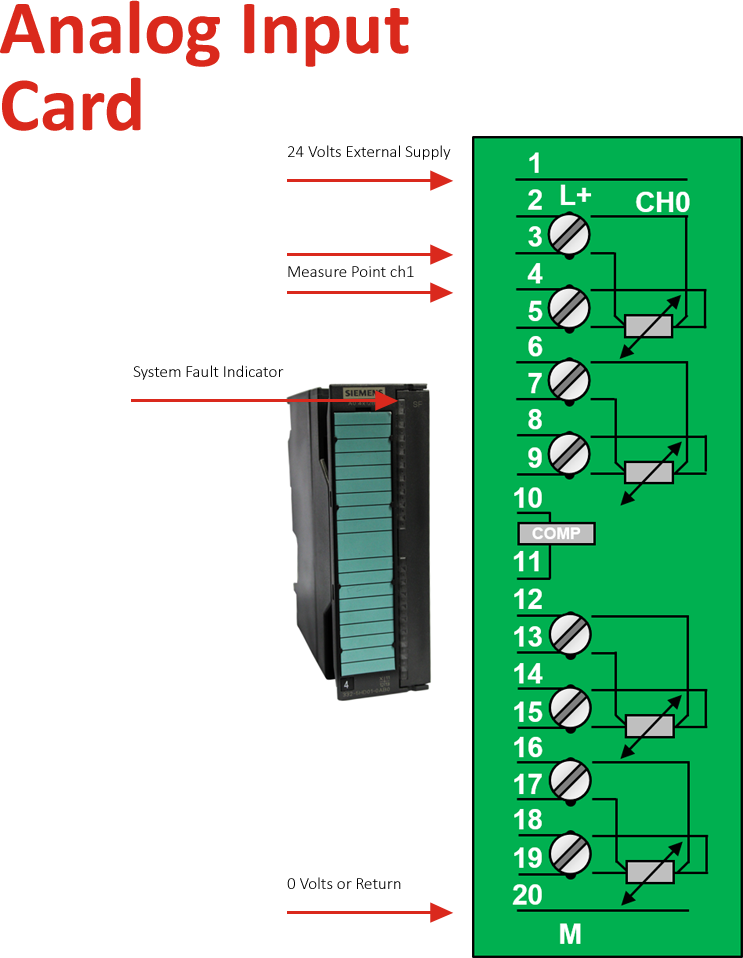 Analog Input
Card
24 Volts External Supply
1
2
L+
CH0
3
Measure Point ch1
4
5
6
System Fault Indicator
7
SIEMENS
SF
8
9
10
COMP
11
12
13
14
4
15
16
17
18
19
0 Volts or Return
20
M